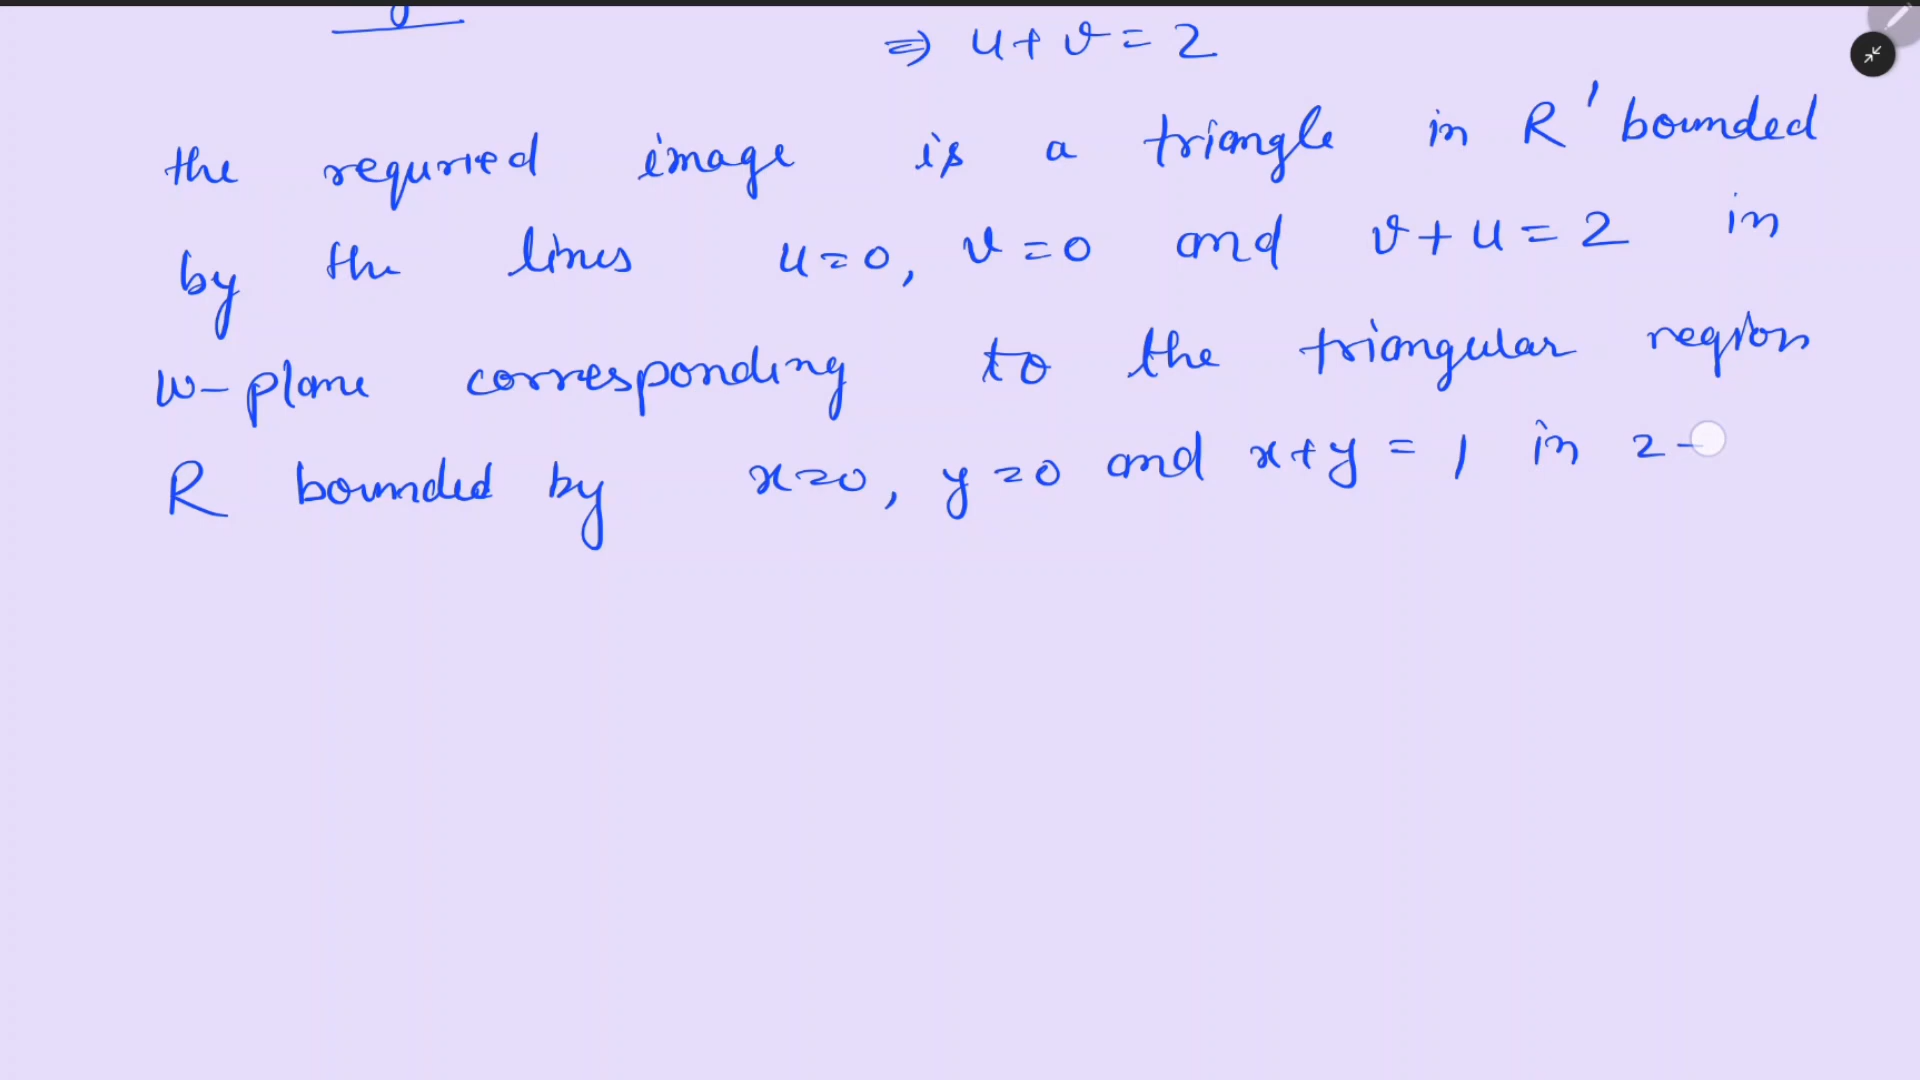 ⇒ u + v = 2
the requried image is a triangle in R' bounded
by the lines u=0, v=0 and v+u=2 in
w-plane corresponding to the triangular region
R bounded by x=0, y=0 and x+y=1 in z-